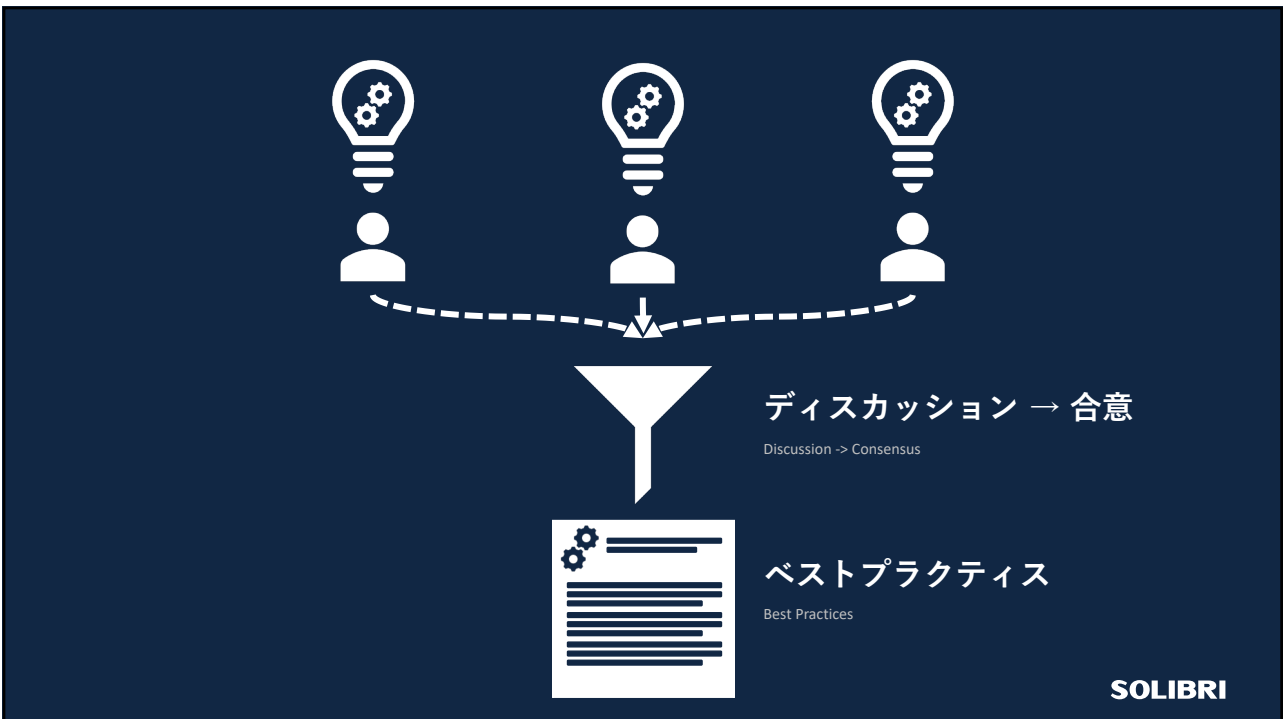 ディスカッション → 合意
Discussion -> Consensus
ベストプラクティス
Best Practices
SOLIBRI